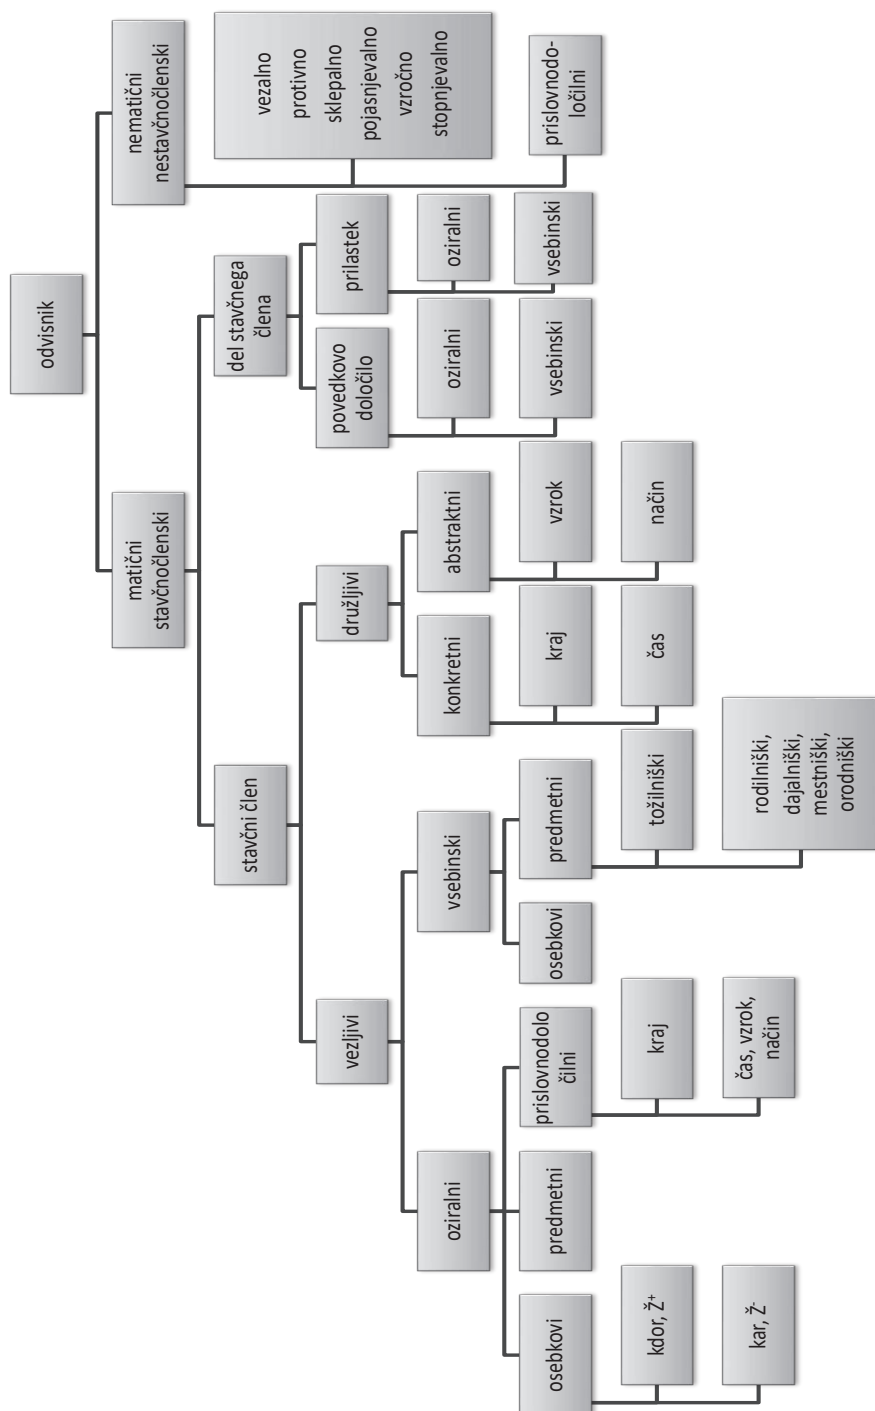 odvisnik
matični
stavčnočlenski
nematični
nestavčnočlenski
stavčni člen
del stavčnega
člena
vezalno
protivno
sklepalno
pojasnjevalno
vzročno
stopnjevalno
prislovnodo-
ločilni
vezljivi
družljivi
povedkovo
določilo
prilastek
oziralni
vsebinski
konkretni
abstraktni
oziralni
vsebinski
oziralni
vsebinski
osebkovi
predmetni
prislovnodolo
čilni
osebkovi
predmetni
kraj
čas
vzrok
način
kdor, Ž⁺
kar, Ž⁻
kraj
čas, vzrok,
način
tožilniški
rodilniški,
dajalniški,
mestniški,
orodniški